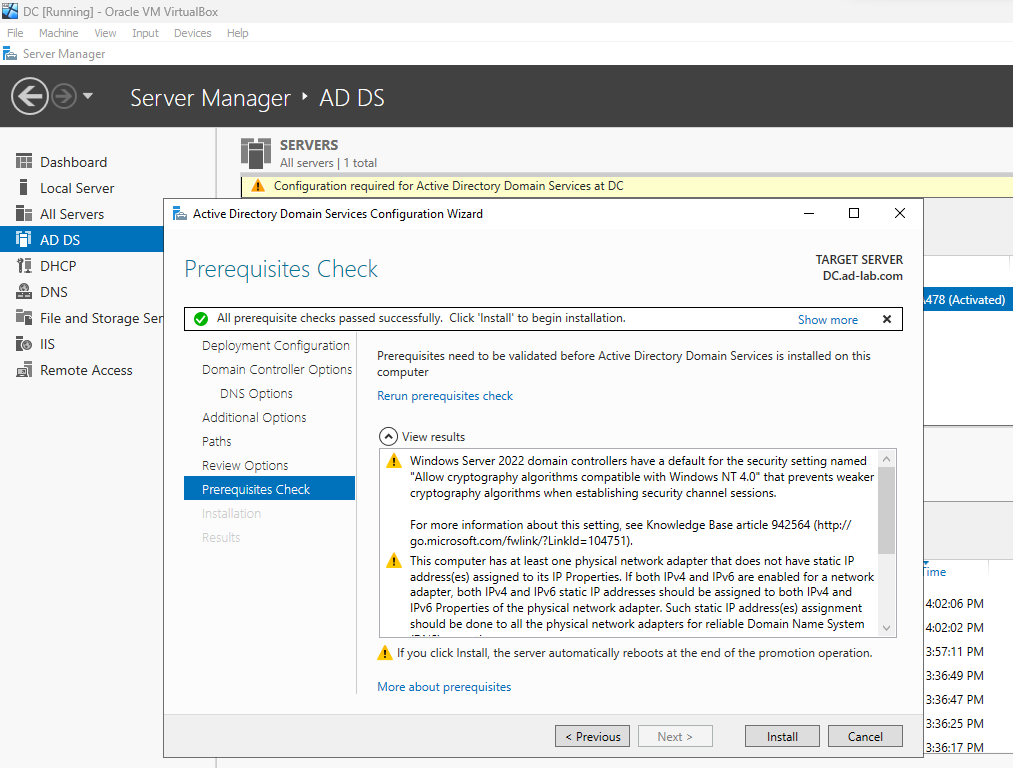 DC [Running] - Oracle VM VirtualBox
File Machine View Input Devices Help
Server Manager
Server Manager AD DS
Dashboard
Local Server
All Servers
AD DS
DHCP
DNS
File and Storage Ser
IIS
Remote Access
SERVERS
All servers | 1 total
Configuration required for Active Directory Domain Services at DC
Active Directory Domain Services Configuration Wizard
Prerequisites Check
TARGET SERVER
DC.ad-lab.com
All prerequisite checks passed successfully. Click 'Install' to begin installation.
Show more
Deployment Configuration
Domain Controller Options
DNS Options
Additional Options
Paths
Review Options
Prerequisites Check
Installation
Results
Prerequisites need to be validated before Active Directory Domain Services is installed on this
computer
Rerun prerequisites check
View results
Windows Server 2022 domain controllers have a default for the security setting named
"Allow cryptography algorithms compatible with Windows NT 4.0" that prevents weaker
cryptography algorithms when establishing security channel sessions.
For more information about this setting, see Knowledge Base article 942564 (http://
go.microsoft.com/fwlink/?LinkId=104751).
This computer has at least one physical network adapter that does not have static IP
address(es) assigned to its IP Properties. If both IPv4 and IPv6 are enabled for a network
adapter, both IPv4 and IPv6 static IP addresses should be assigned to both IPv4 and
IPv6 Properties of the physical network adapter. Such static IP address(es) assignment
should be done to all the physical network adapters for reliable Domain Name System
If you click Install, the server automatically reboots at the end of the promotion operation.
More about prerequisites
< Previous
Next >
Install
Cancel
478 (Activated)
Time
4:02:06 PM
4:02:02 PM
3:57:11 PM
3:36:49 PM
3:36:47 PM
3:36:25 PM
3:36:17 PM